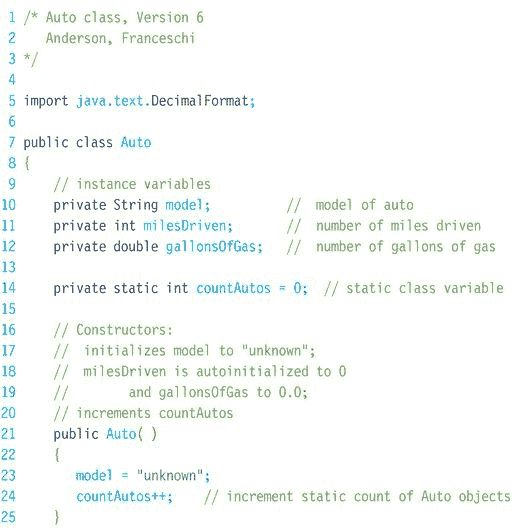 1 /* Auto class, Version 6
2    Anderson, Franceschi
3 */
4
5 import java.text.DecimalFormat;
6
7 public class Auto
8 {
9    // instance variables
10    private String model;          //  model of auto
11    private int milesDriven;       //  number of miles driven
12    private double gallonsOfGas;   //  number of gallons of gas
13
14    private static int countAutos = 0;  // static class variable
15
16    // Constructors:
17    //  initializes model to "unknown";
18    //  milesDriven is autoinitialized to 0
19    //        and gallonsOfGas to 0.0;
20    // increments countAutos
21    public Auto( )
22    {
23       model = "unknown";
24       countAutos++;    // increment static count of Auto objects
25    }